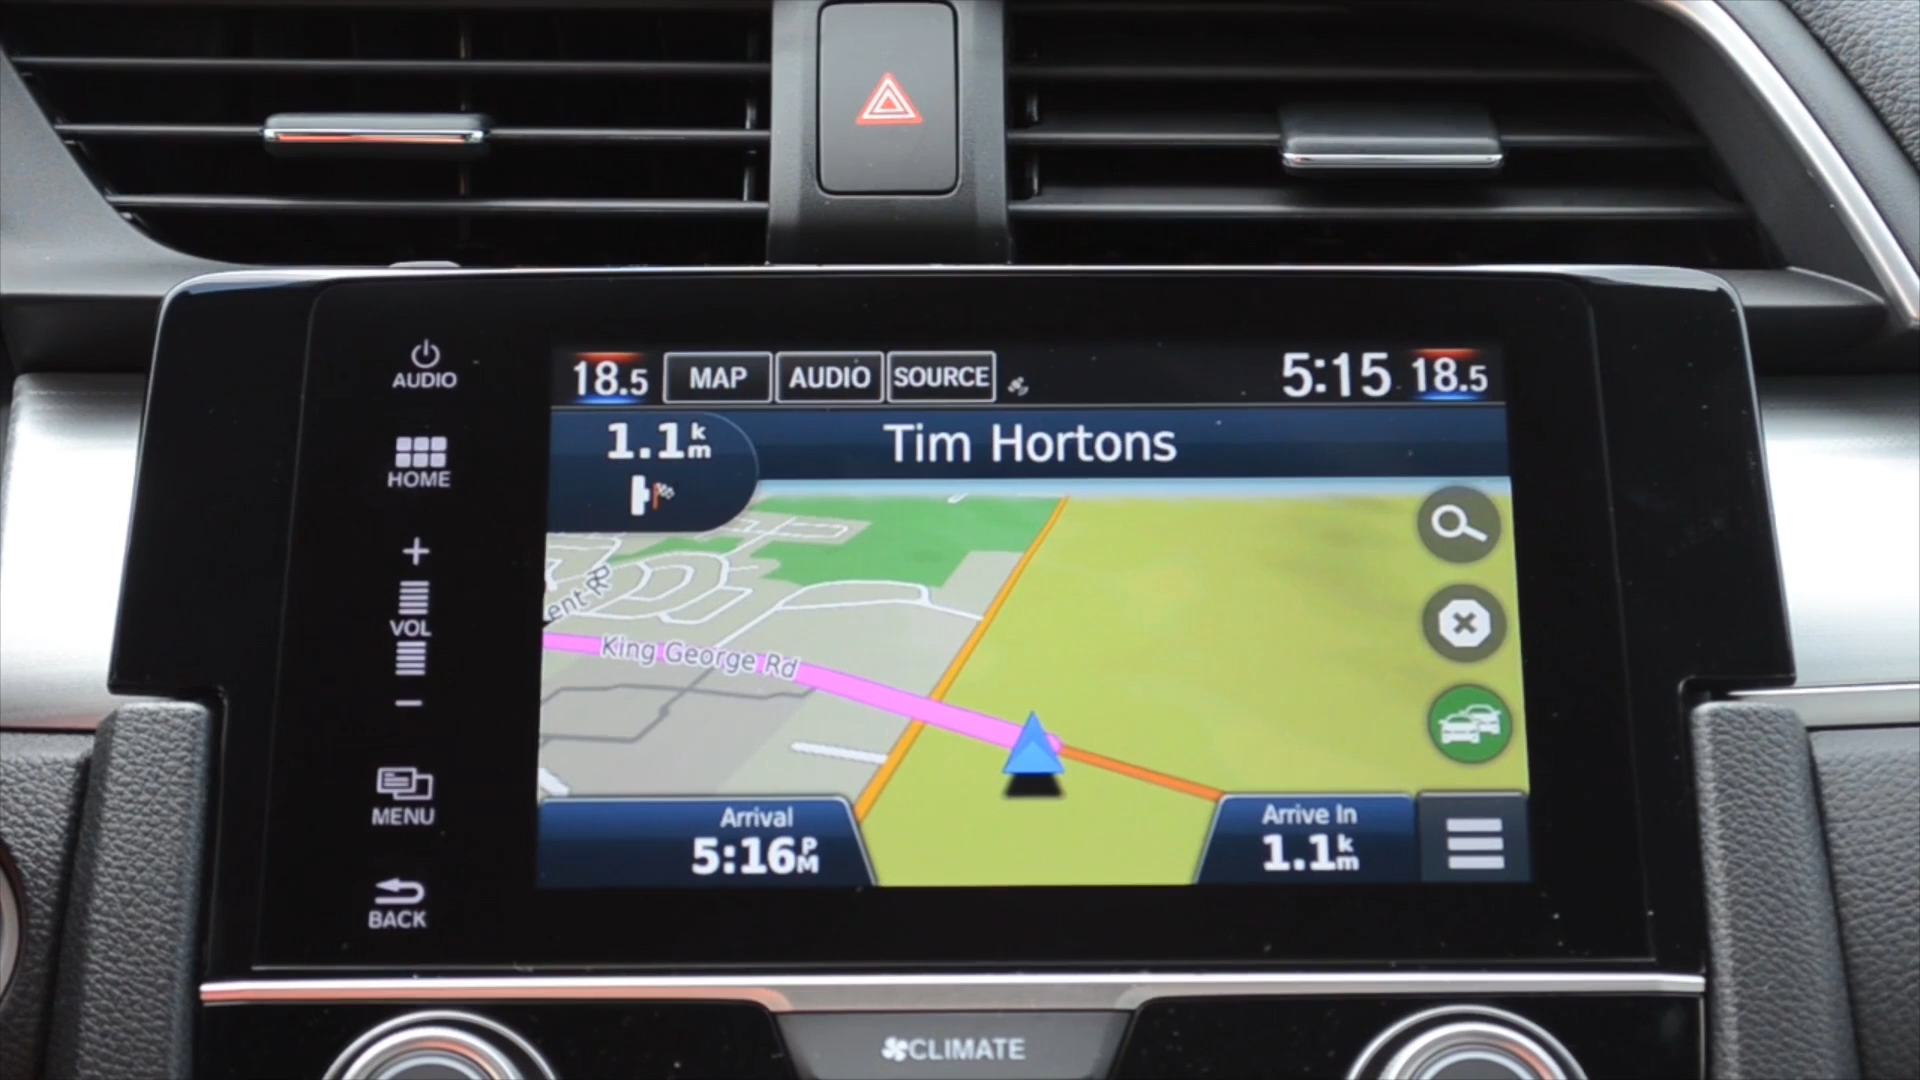 AUDIO
HOME
+
VOL
−
MENU
BACK
18.5 MAP AUDIO SOURCE 5:15 18.5
1.1 km Tim Hortons
King George Rd
Arrival
5:16 PM
Arrive In
1.1 km
CLIMATE